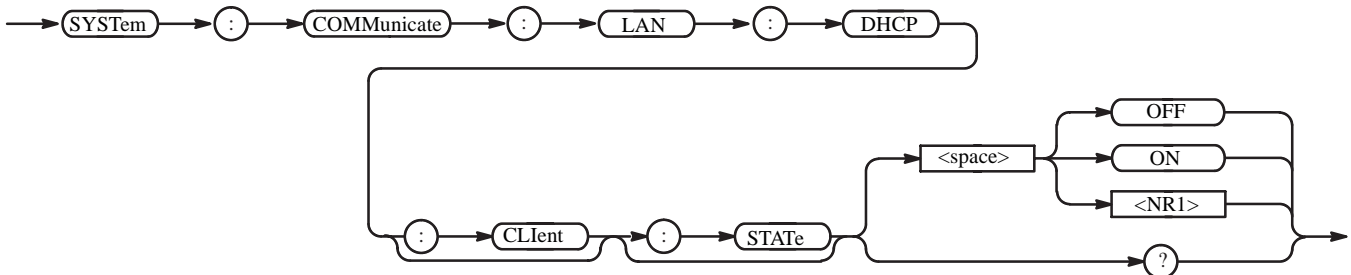 SYSTem : COMMunicate : LAN : DHCP
<space> OFF
ON
<NR1>
: CLIent : STATe
?